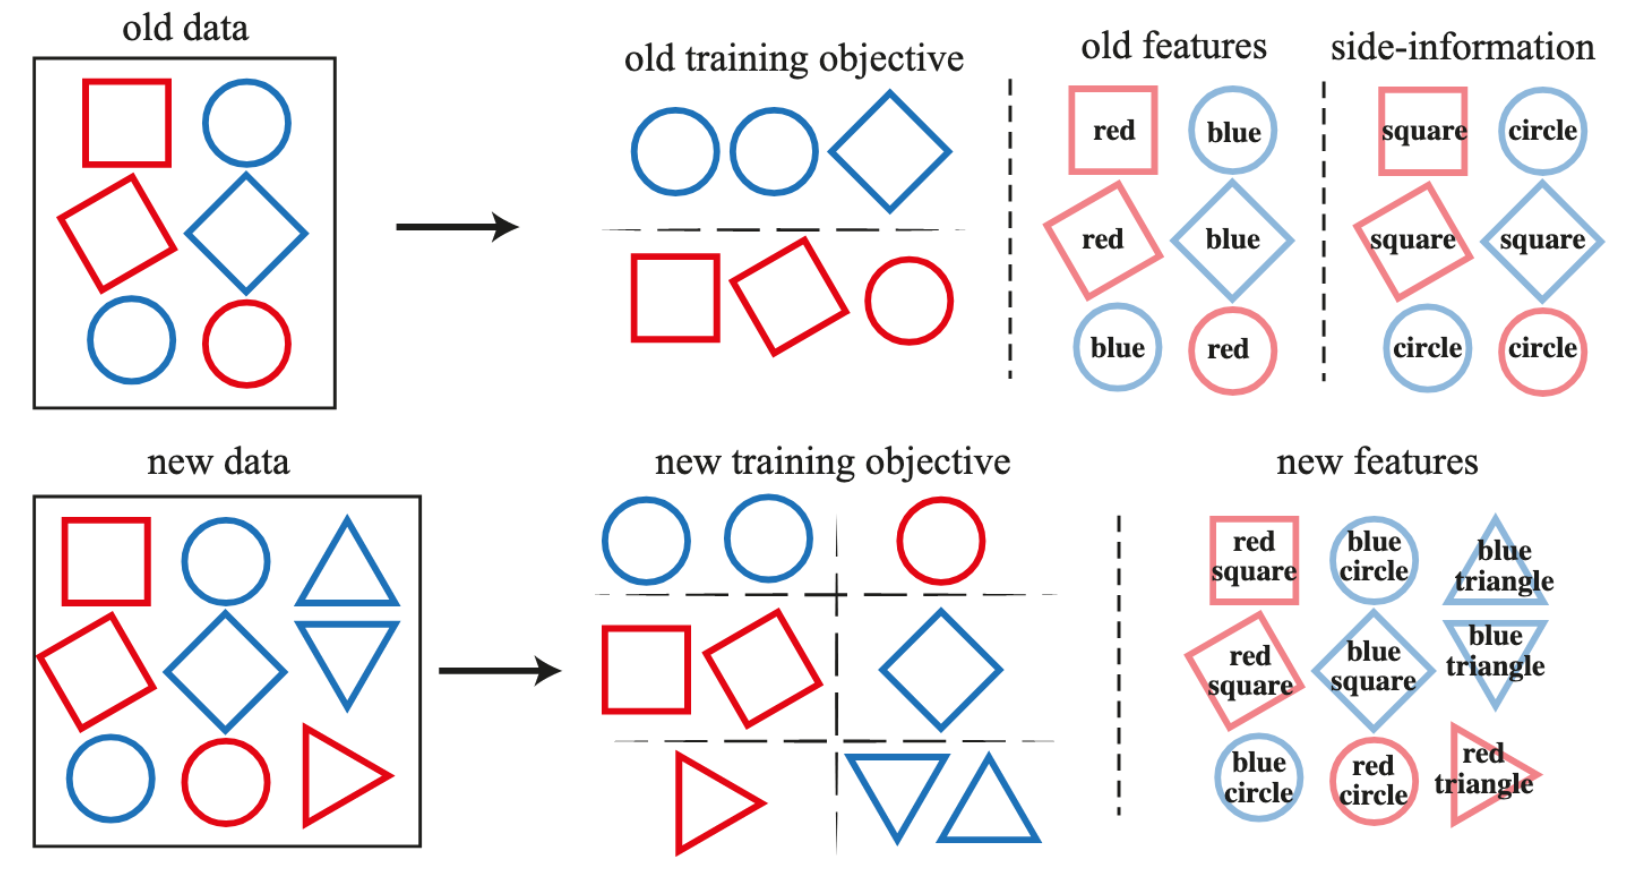 old data
old training objective
old features
side-information
red
blue
red
blue
blue
red
square
circle
square
square
circle
circle
new data
new training objective
new features
red
square
blue
circle
blue
triangle
red
square
blue
square
blue
triangle
blue
circle
red
circle
red
triangle